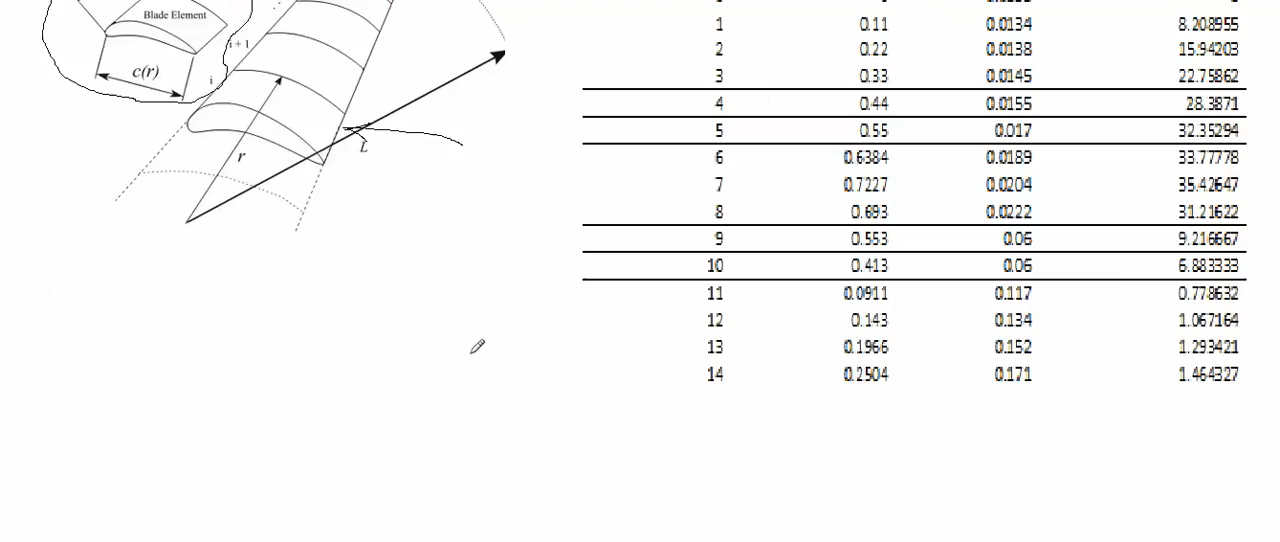 Blade Element
i + 1
c(r)
i
r
L
1 0.11 0.0134 8.208955
2 0.22 0.0138 15.94203
3 0.33 0.0145 22.75862
4 0.44 0.0155 28.3871
5 0.55 0.017 32.35294
6 0.6384 0.0189 33.77778
7 0.7227 0.0204 35.42647
8 0.693 0.0222 31.21622
9 0.553 0.06 9.216667
10 0.413 0.06 6.883333
11 0.0911 0.117 0.778632
12 0.143 0.134 1.067164
13 0.1966 0.152 1.293421
14 0.2504 0.171 1.464327